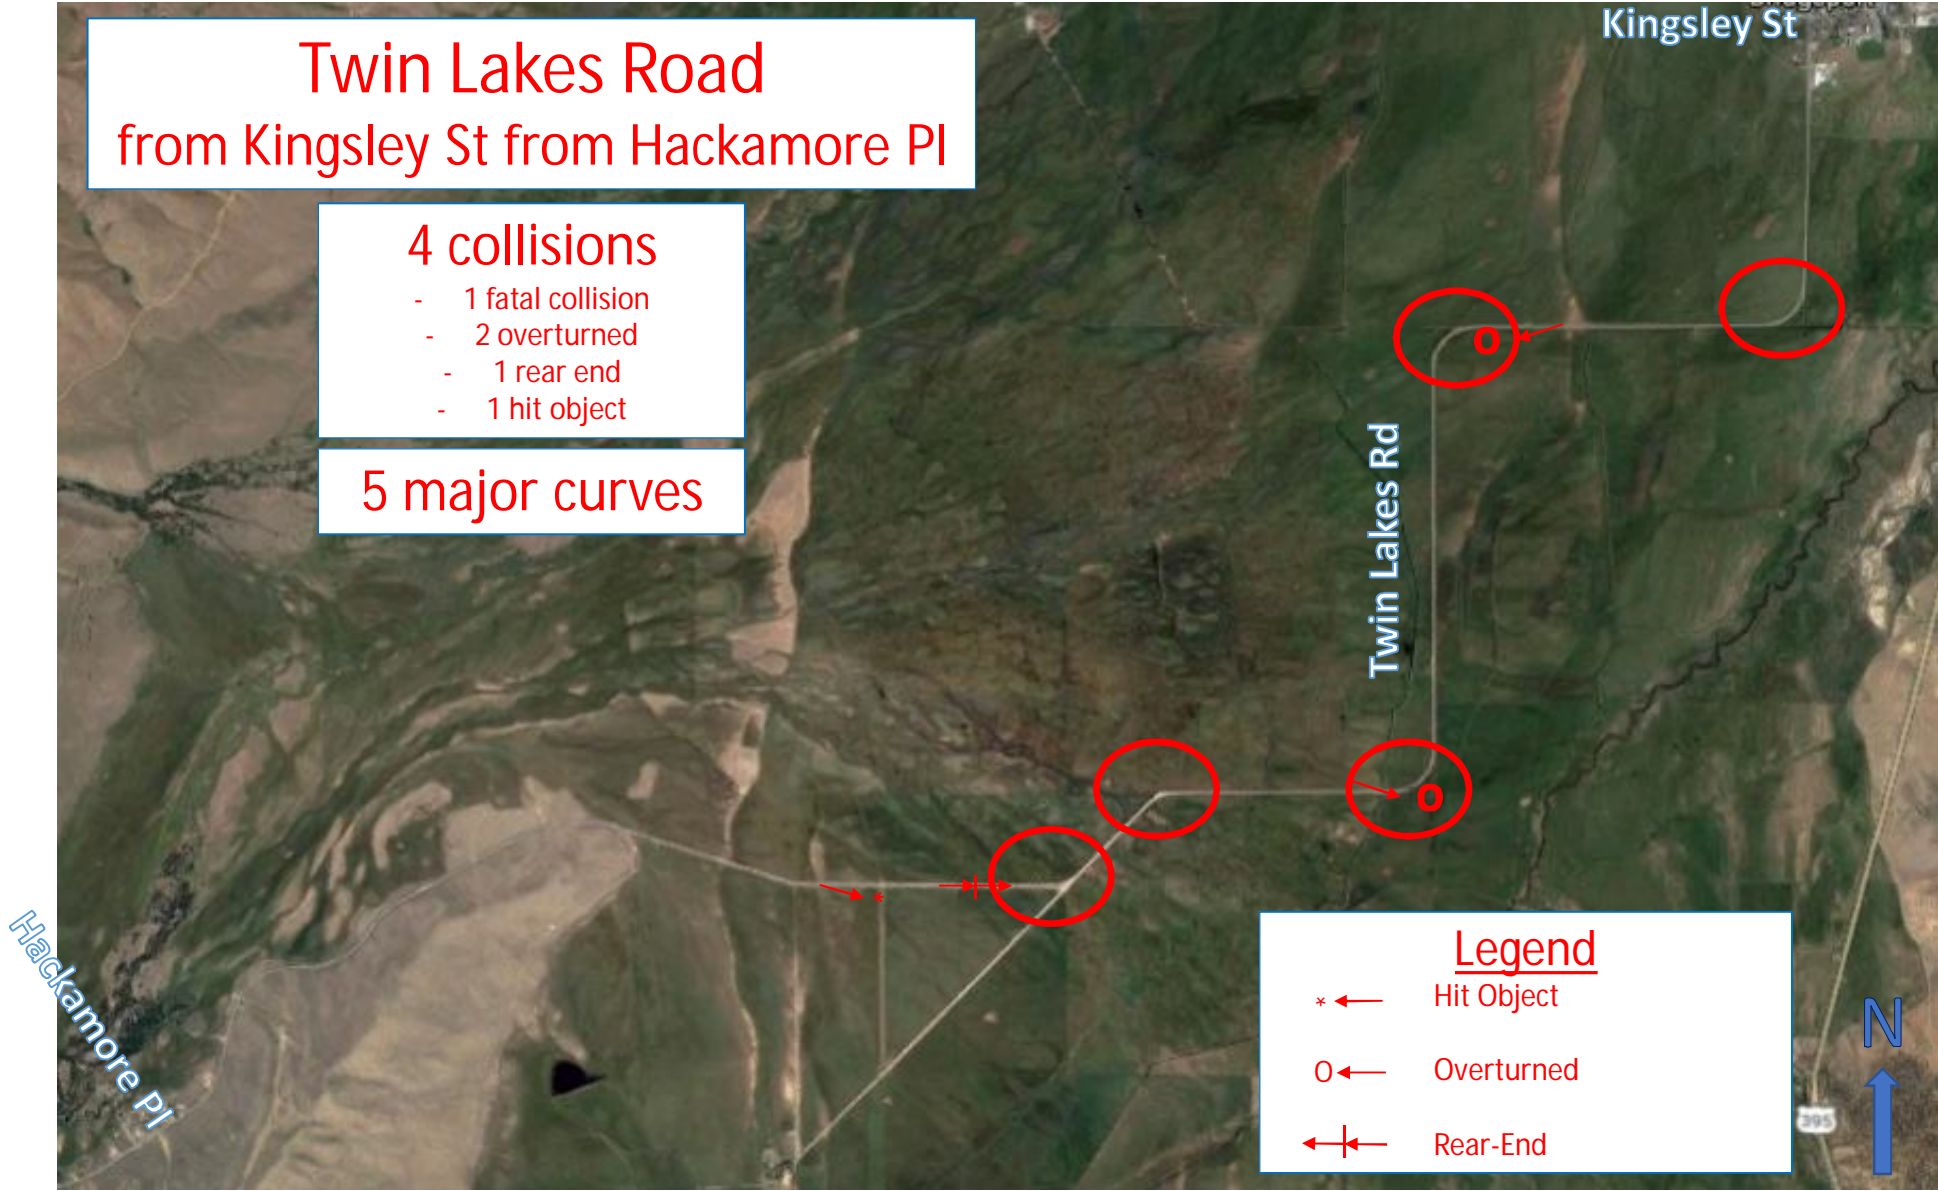 Kingsley St
Twin Lakes Road
from Kingsley St from Hackamore Pl
4 collisions
- 1 fatal collision
- 2 overturned
- 1 rear end
- 1 hit object
5 major curves
O
Twin Lakes Rd
O
*
Hackamore Pl
Legend
* Hit Object
O Overturned
Rear-End
N
395